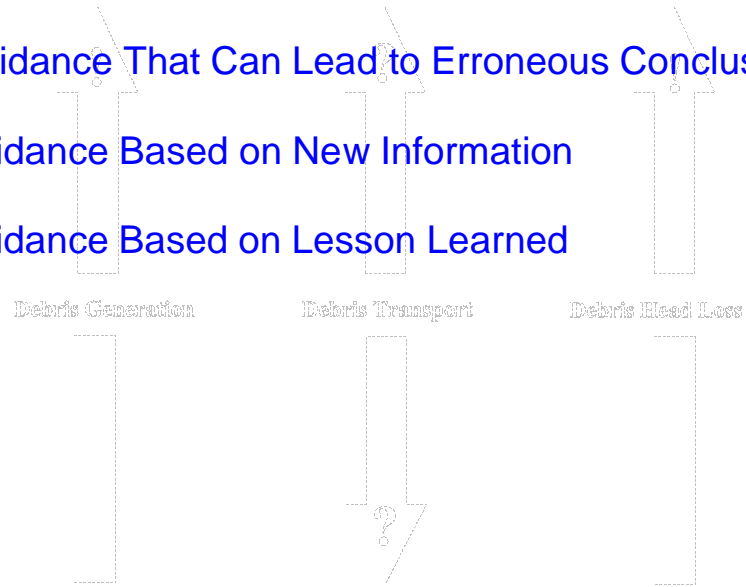 ?
?
?
idance That Can Lead to Erroneous Conclus
idance Based on New Information
idance Based on Lesson Learned
Debris Generation Debris Transport Debris Head Loss
?